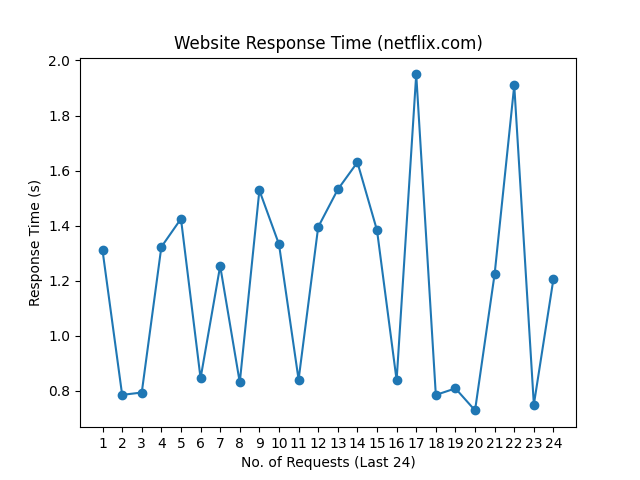 Website Response Time (netflix.com)
2.0
1.8
1.6
1.4
1.2
1.0
0.8
Response Time (s)
1 2 3 4 5 6 7 8 9 10 11 12 13 14 15 16 17 18 19 20 21 22 23 24
No. of Requests (Last 24)